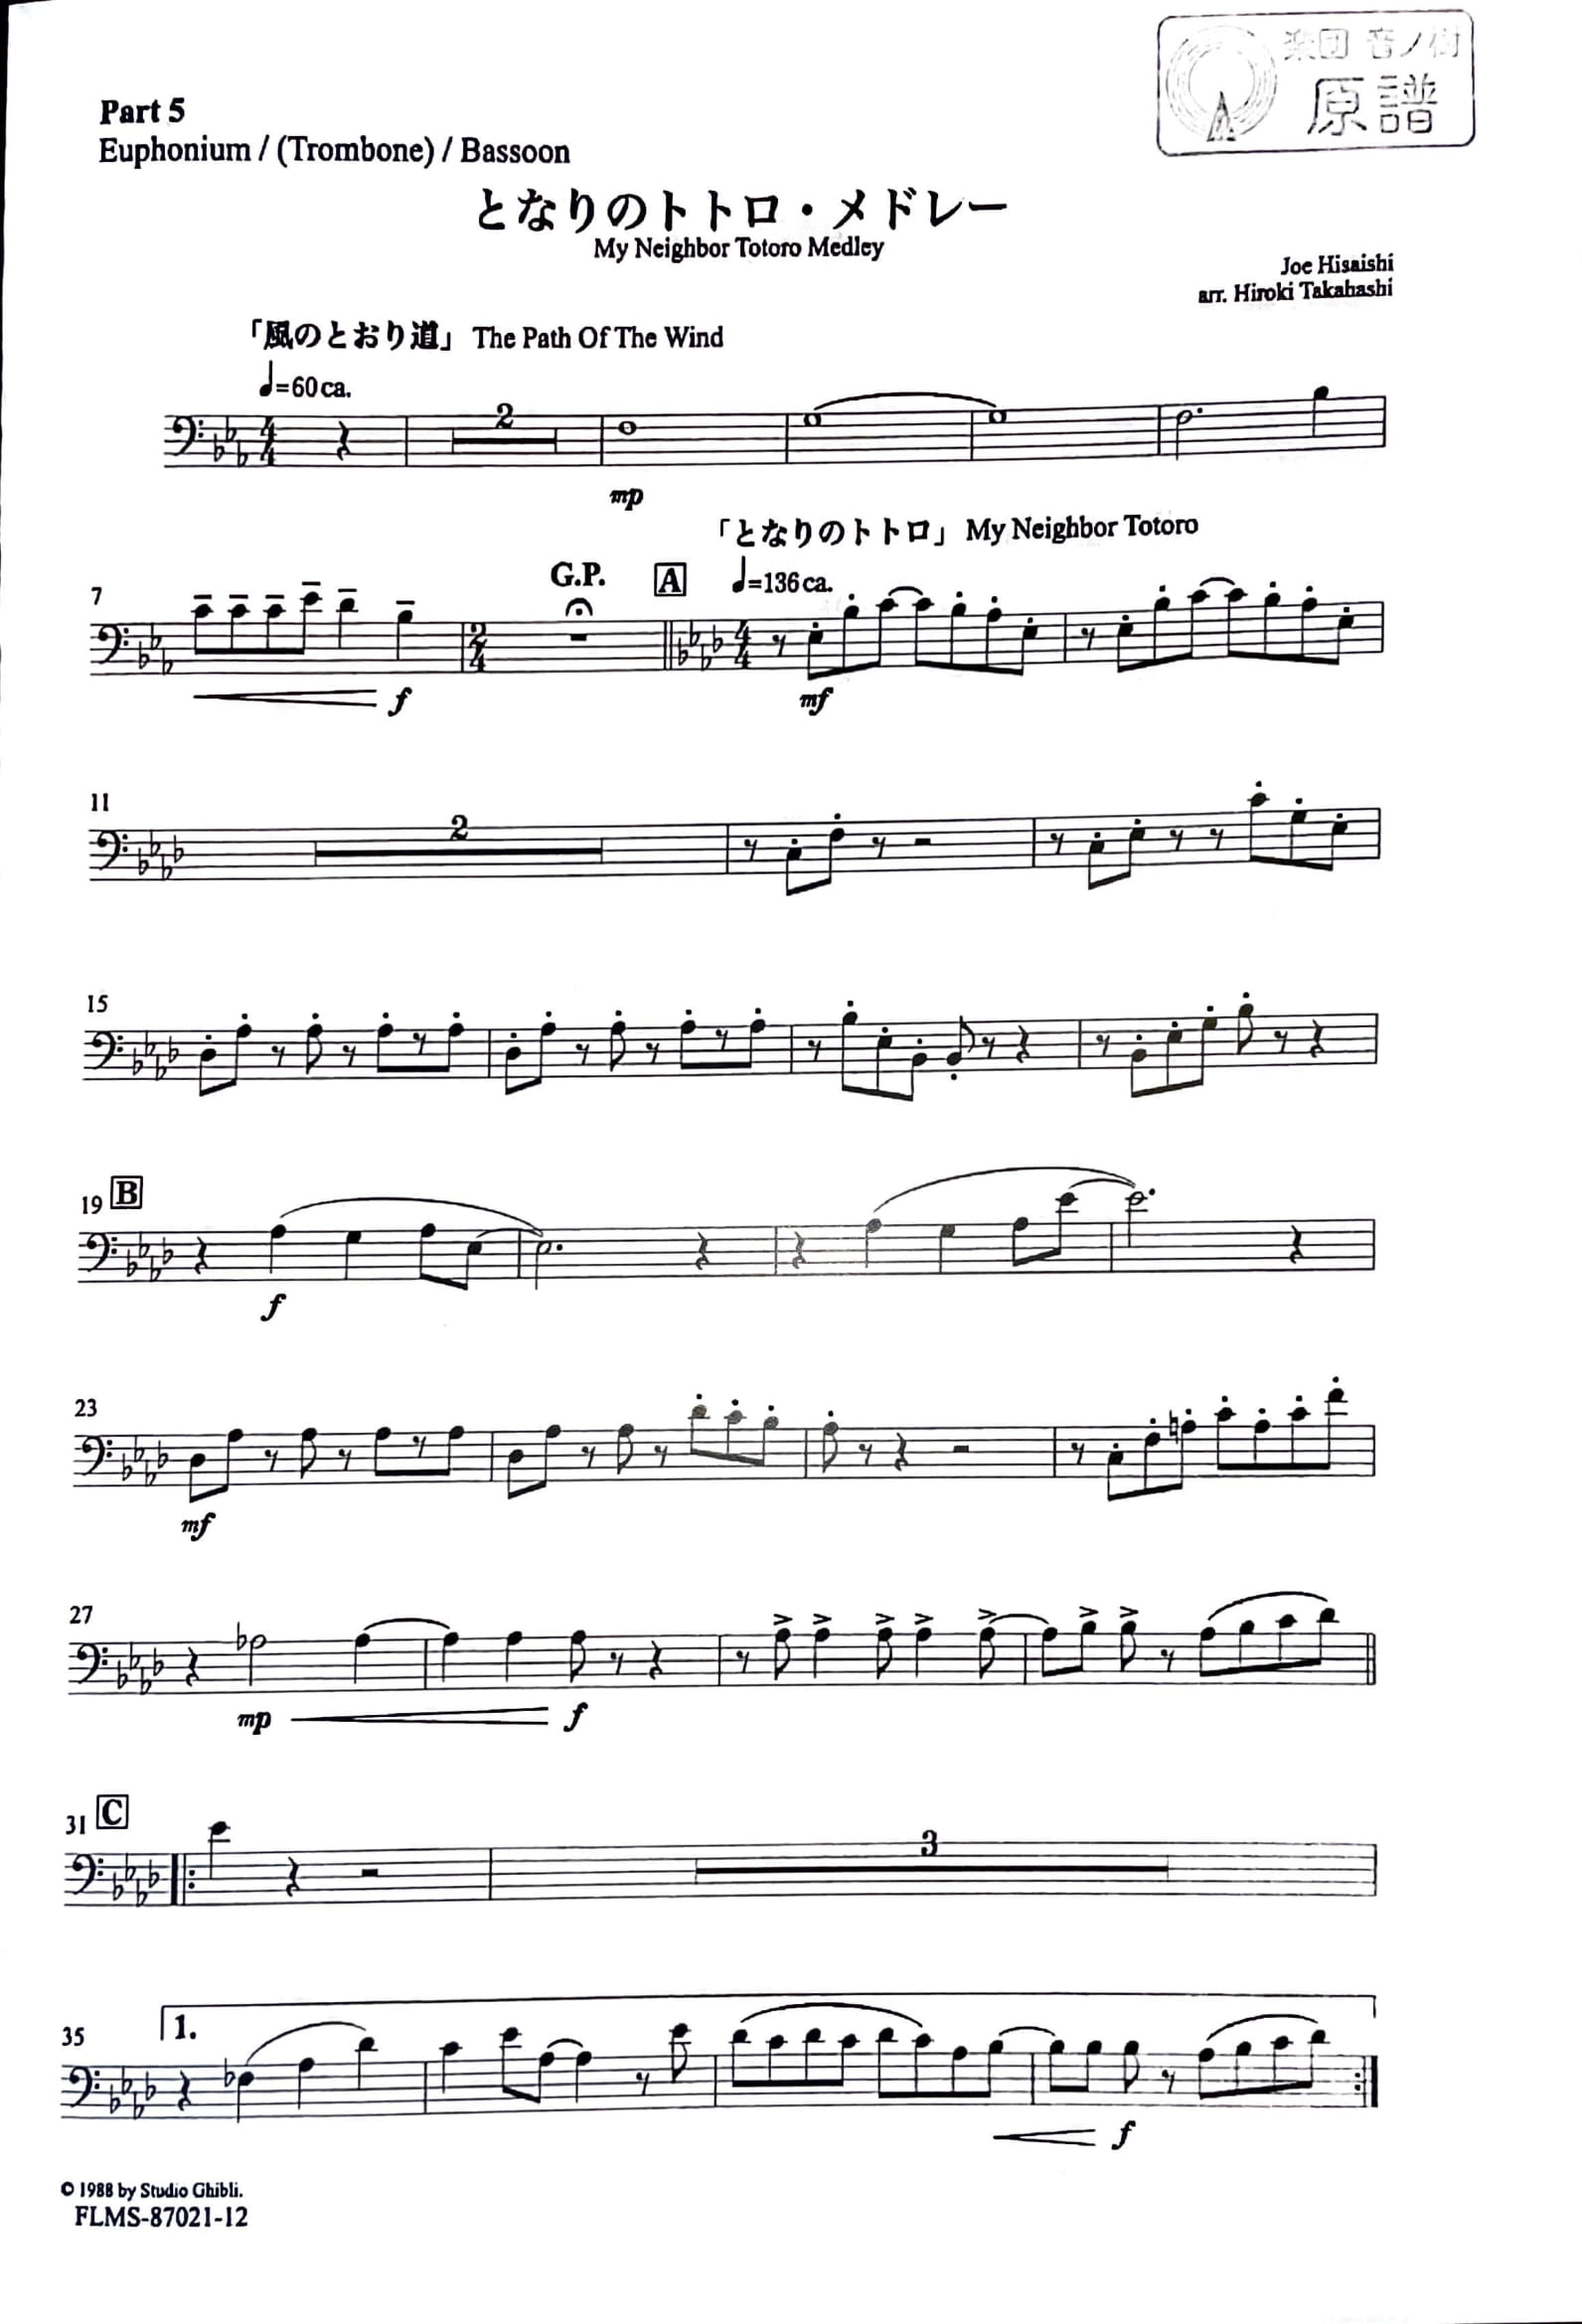 楽団 音ノ樹
原譜
Part 5
Euphonium / (Trombone) / Bassoon
となりのトトロ・メドレー
My Neighbor Totoro Medley
Joe Hisaishi
arr. Hiroki Takahashi
「風のとおり道」 The Path Of The Wind
♩=60 ca.
2
mp
「となりのトトロ」 My Neighbor Totoro
7
G.P.
A
♩=136 ca.
f
mf
11
2
15
19 B
f
23
mf
27
mp
f
31 C
3
35
1.
f
© 1988 by Studio Ghibli.
FLMS-87021-12